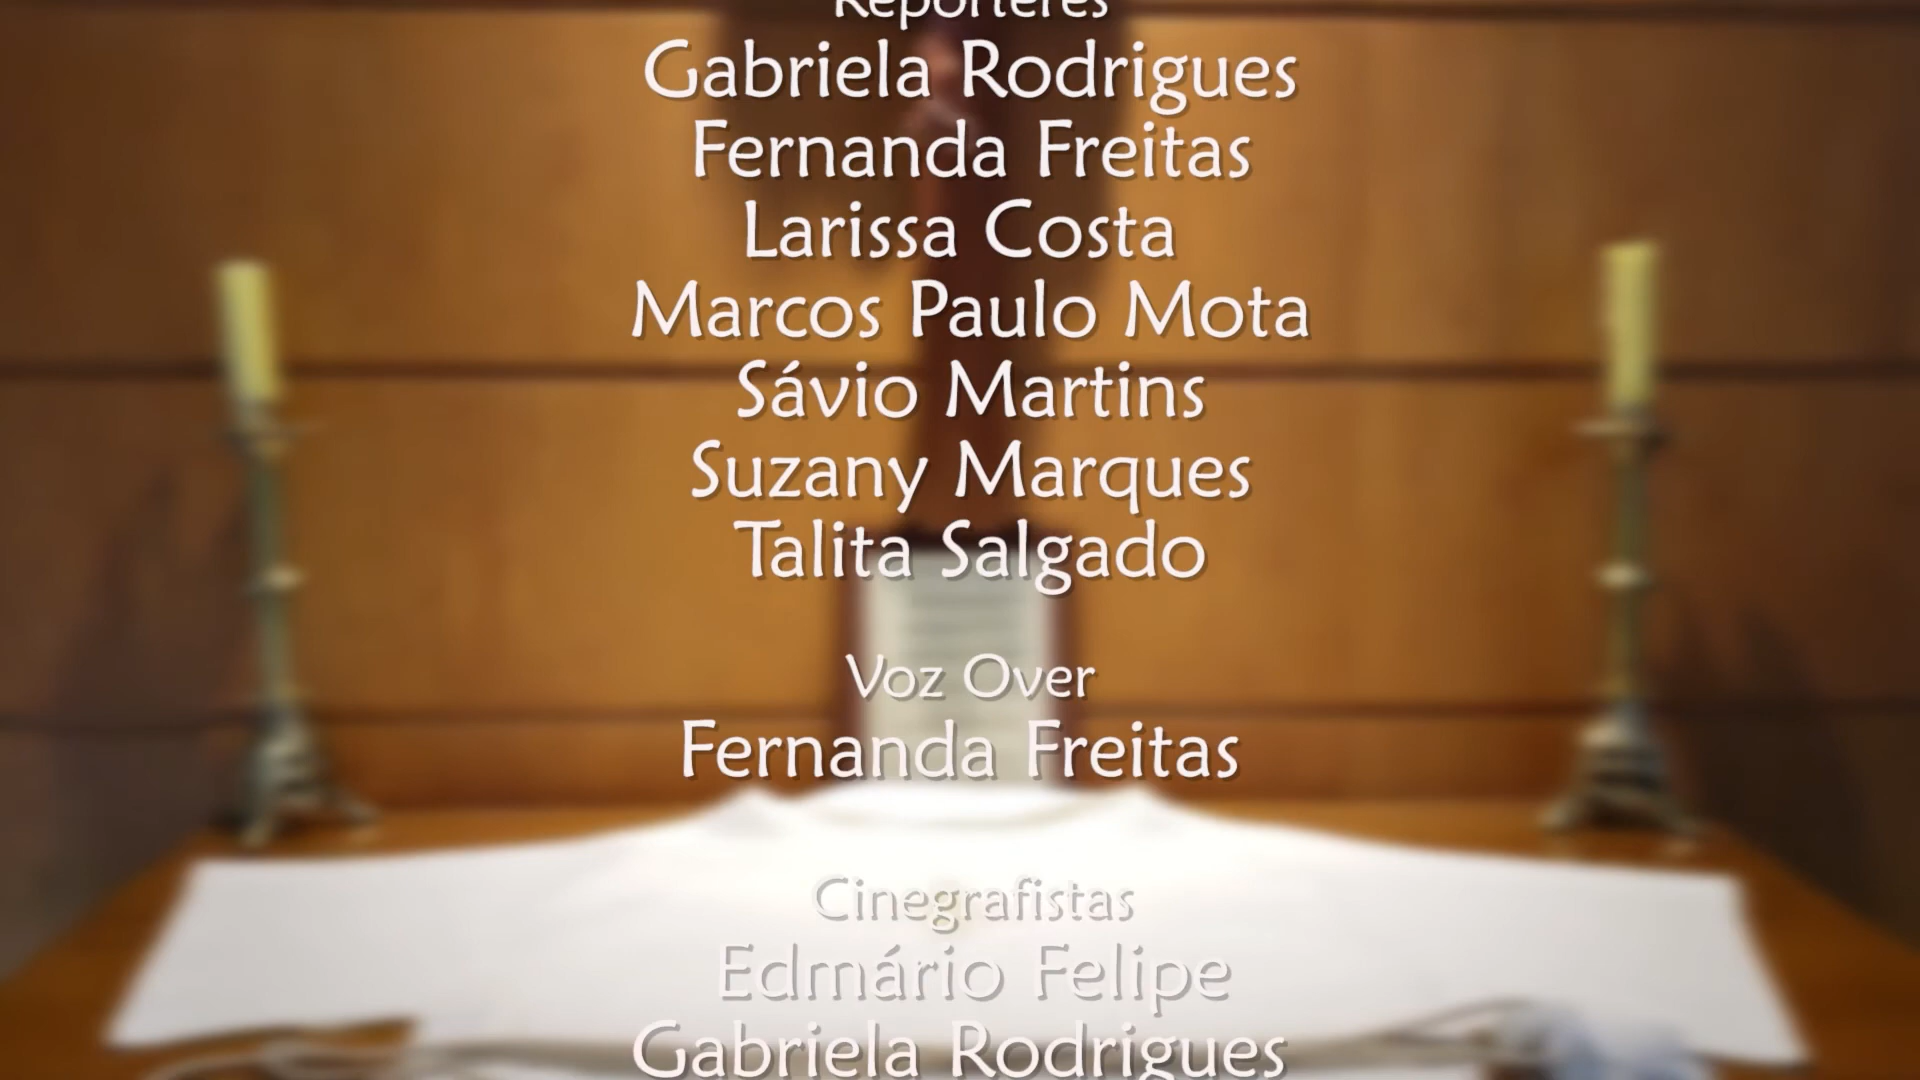 Repórteres
Gabriela Rodrigues
Fernanda Freitas
Larissa Costa
Marcos Paulo Mota
Sávio Martins
Suzany Marques
Talita Salgado
Voz Over
Fernanda Freitas
Cinegrafistas
Edmário Felipe
Gabriela Rodrigues